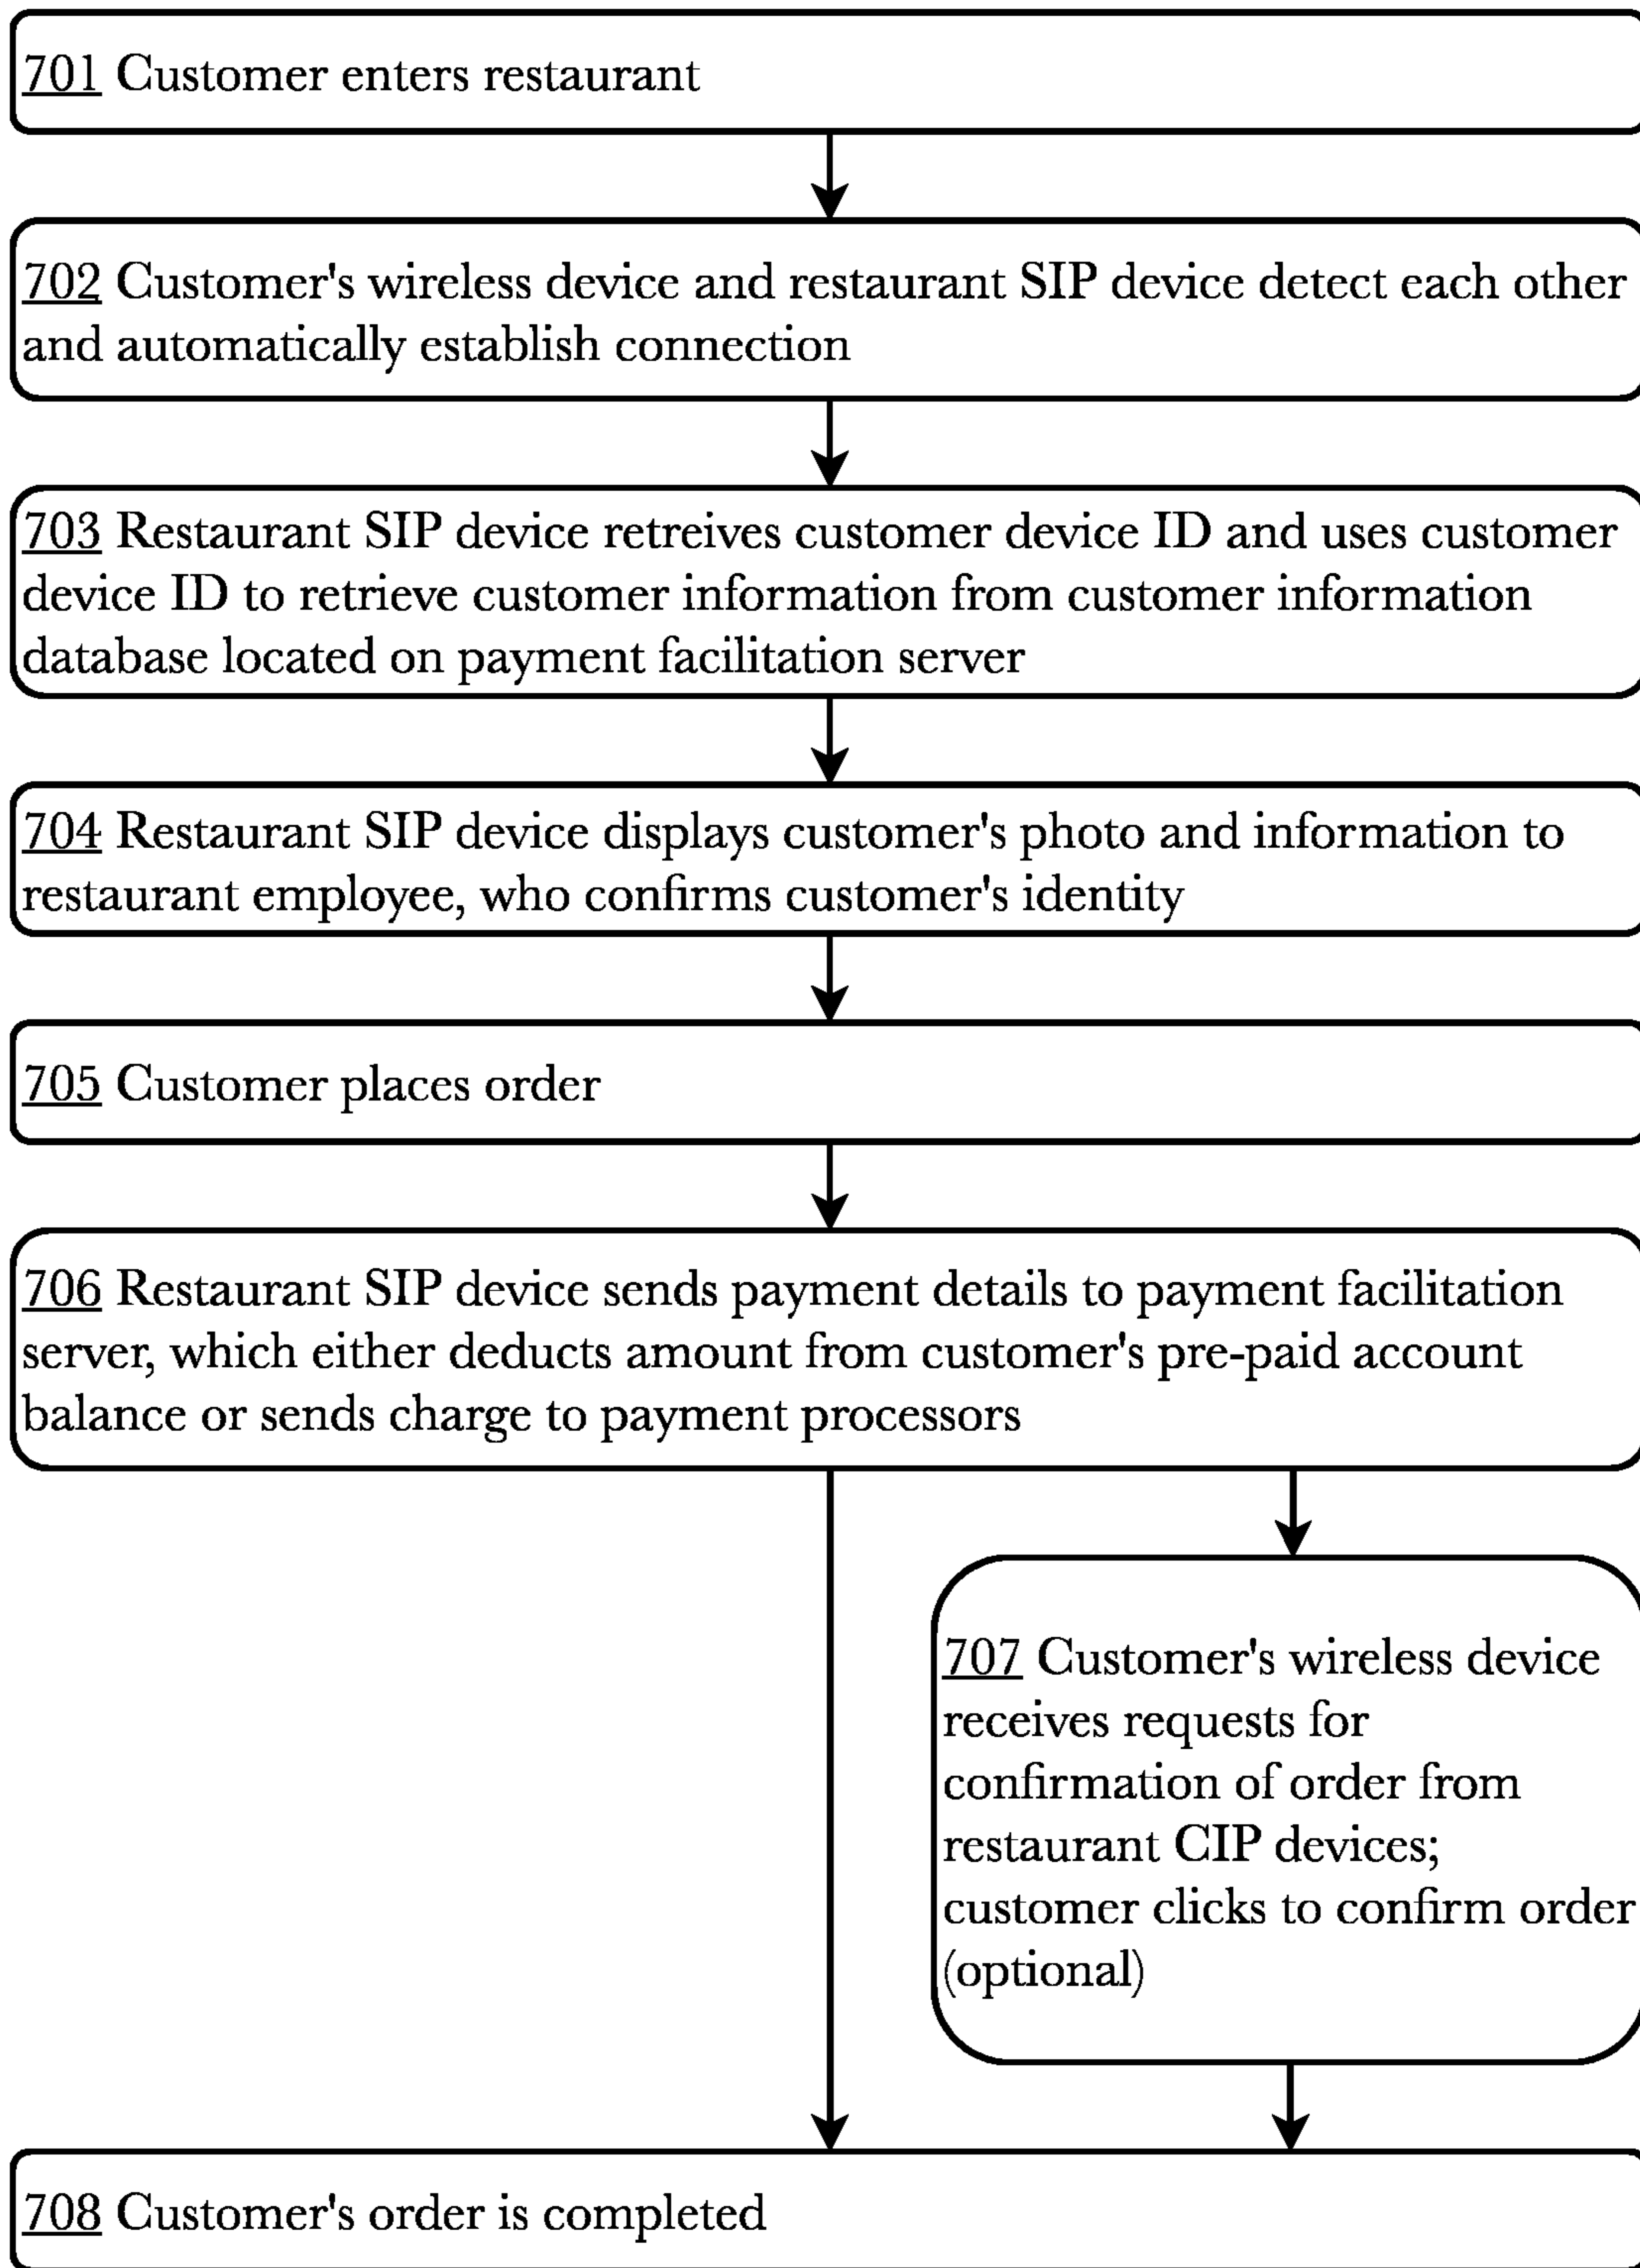 701 Customer enters restaurant
702 Customer's wireless device and restaurant SIP device detect each other
and automatically establish connection
703 Restaurant SIP device retreives customer device ID and uses customer
device ID to retrieve customer information from customer information
database located on payment facilitation server
704 Restaurant SIP device displays customer's photo and information to
restaurant employee, who confirms customer's identity
705 Customer places order
706 Restaurant SIP device sends payment details to payment facilitation
server, which either deducts amount from customer's pre-paid account
balance or sends charge to payment processors
707 Customer's wireless device
receives requests for
confirmation of order from
restaurant CIP devices;
customer clicks to confirm order
(optional)
708 Customer's order is completed